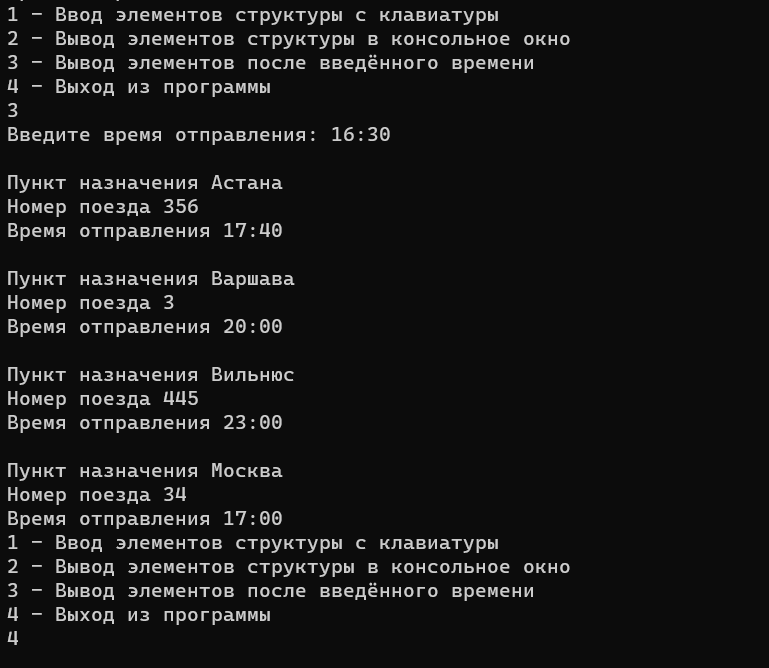 1 - Ввод элементов структуры с клавиатуры
2 - Вывод элементов структуры в консольное окно
3 - Вывод элементов после введённого времени
4 - Выход из программы
3
Введите время отправления: 16:30
Пункт назначения Астана
Номер поезда 356
Время отправления 17:40
Пункт назначения Варшава
Номер поезда 3
Время отправления 20:00
Пункт назначения Вильнюс
Номер поезда 445
Время отправления 23:00
Пункт назначения Москва
Номер поезда 34
Время отправления 17:00
1 - Ввод элементов структуры с клавиатуры
2 - Вывод элементов структуры в консольное окно
3 - Вывод элементов после введённого времени
4 - Выход из программы
4